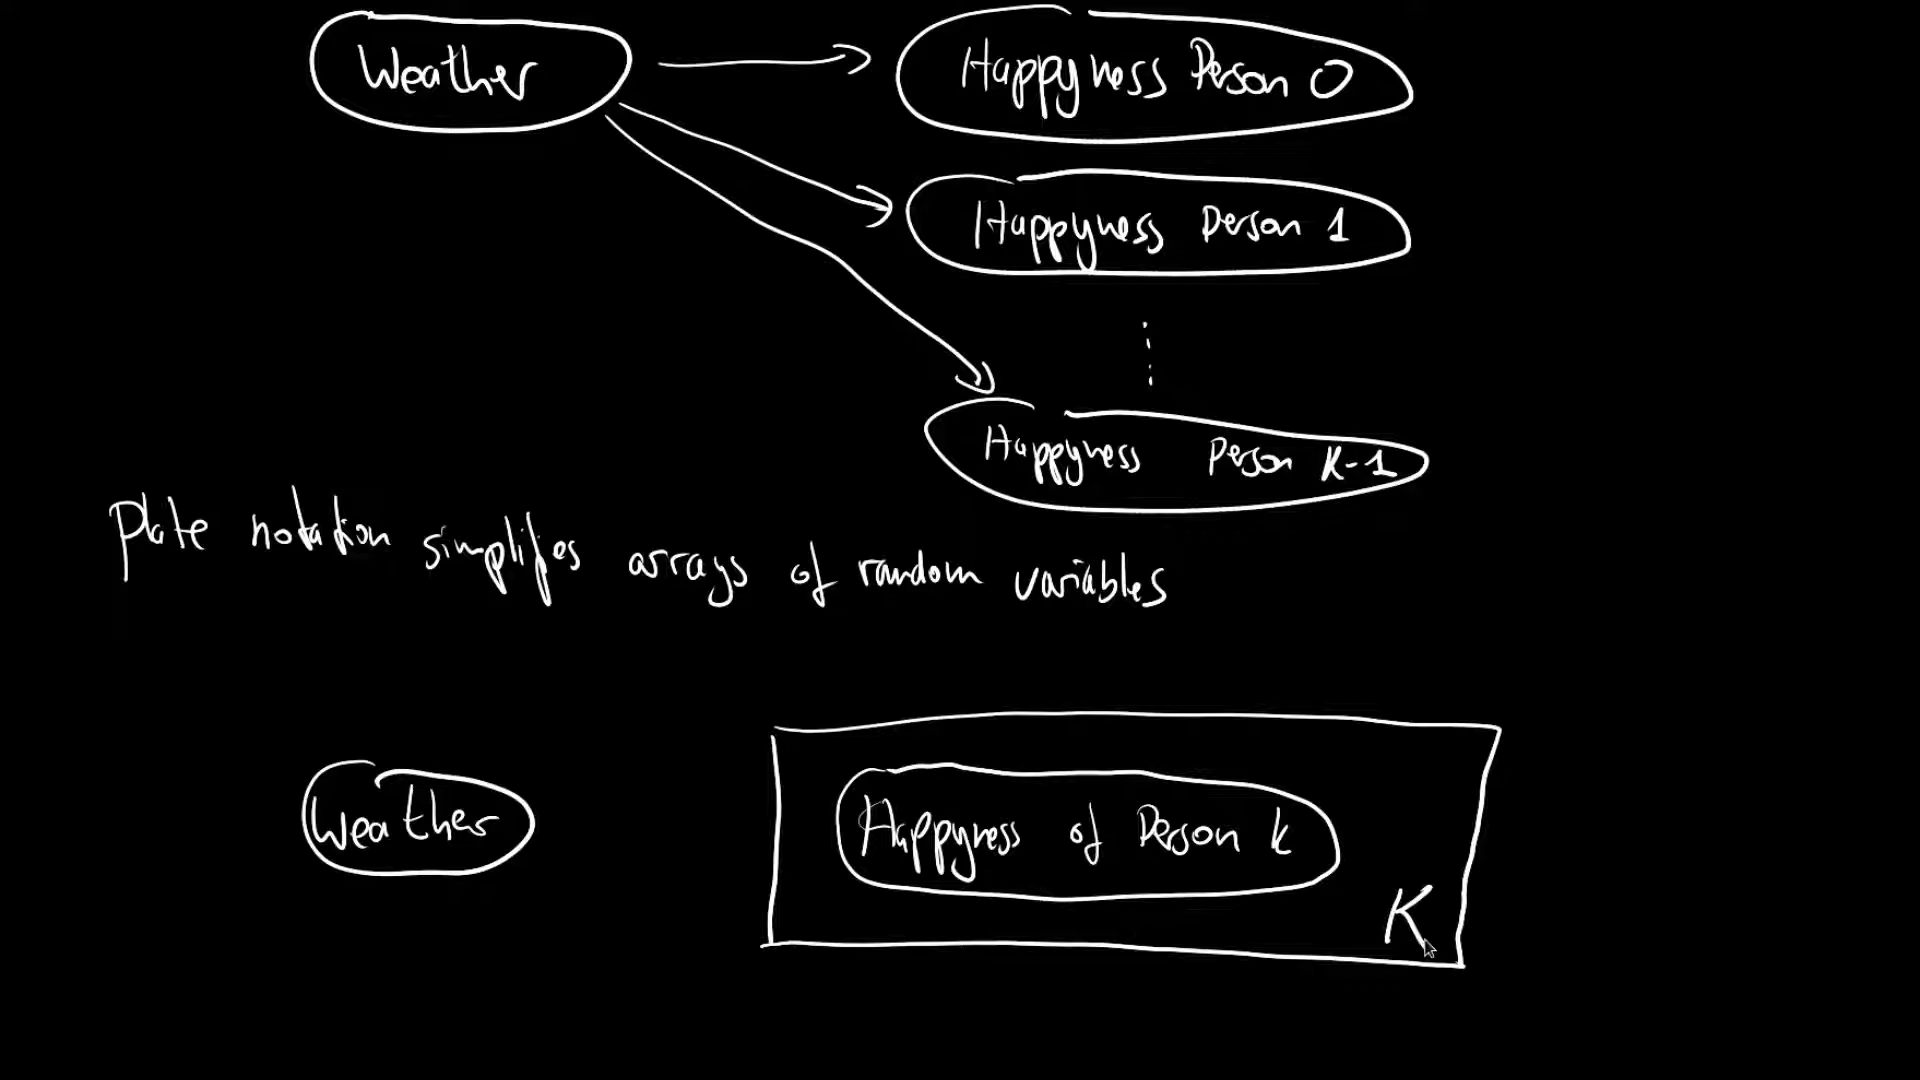 Weather
Happyness Person 0
Happyness Person 1
Happyness Person K-1
Plate notation simplifes arrays of random variables
Weather
Happyness of Person k
K